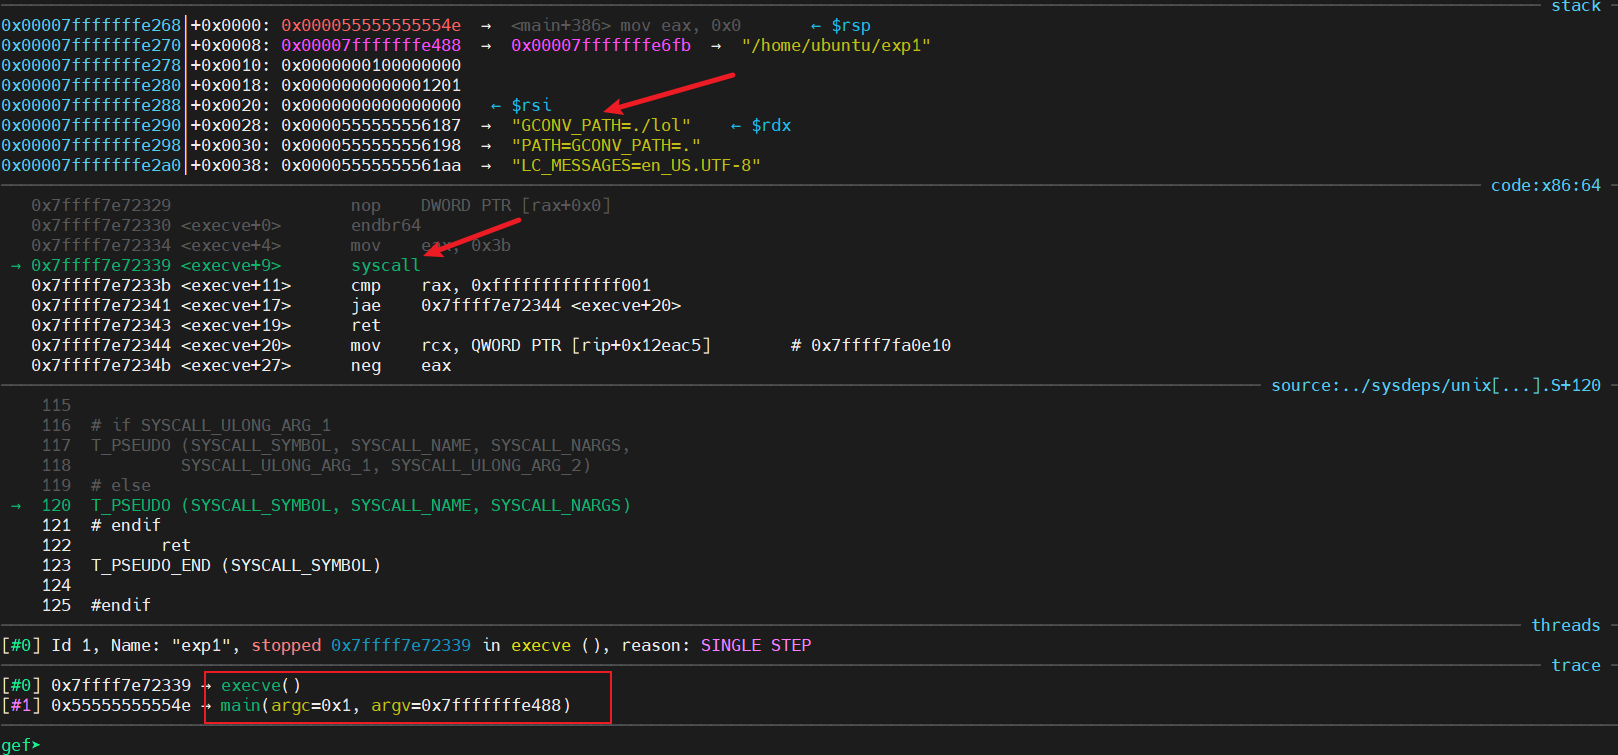 stack
0x00007fffffffe268│+0x0000: 0x000055555555554e → <main+386> mov eax, 0x0 ← $rsp
0x00007fffffffe270│+0x0008: 0x00007fffffffe488 → 0x00007fffffffe6fb → "/home/ubuntu/exp1"
0x00007fffffffe278│+0x0010: 0x0000000100000000
0x00007fffffffe280│+0x0018: 0x0000000000001201
0x00007fffffffe288│+0x0020: 0x0000000000000000 ← $rsi
0x00007fffffffe290│+0x0028: 0x0000555555556187 → "GCONV_PATH=./lol" ← $rdx
0x00007fffffffe298│+0x0030: 0x0000555555556198 → "PATH=GCONV_PATH=."
0x00007fffffffe2a0│+0x0038: 0x00005555555561aa → "LC_MESSAGES=en_US.UTF-8"
code:x86:64
0x7ffff7e72329 nop DWORD PTR [rax+0x0]
0x7ffff7e72330 <execve+0> endbr64
0x7ffff7e72334 <execve+4> mov eax, 0x3b
→ 0x7ffff7e72339 <execve+9> syscall
0x7ffff7e7233b <execve+11> cmp rax, 0xfffffffffffff001
0x7ffff7e72341 <execve+17> jae 0x7ffff7e72344 <execve+20>
0x7ffff7e72343 <execve+19> ret
0x7ffff7e72344 <execve+20> mov rcx, QWORD PTR [rip+0x12eac5] # 0x7ffff7fa0e10
0x7ffff7e7234b <execve+27> neg eax
source:../sysdeps/unix[...].S+120
115
116 # if SYSCALL_ULONG_ARG_1
117 T_PSEUDO (SYSCALL_SYMBOL, SYSCALL_NAME, SYSCALL_NARGS,
118 SYSCALL_ULONG_ARG_1, SYSCALL_ULONG_ARG_2)
119 # else
→ 120 T_PSEUDO (SYSCALL_SYMBOL, SYSCALL_NAME, SYSCALL_NARGS)
121 # endif
122 ret
123 T_PSEUDO_END (SYSCALL_SYMBOL)
124
125 #endif
threads
[#0] Id 1, Name: "exp1", stopped 0x7ffff7e72339 in execve (), reason: SINGLE STEP
trace
[#0] 0x7ffff7e72339 → execve()
[#1] 0x55555555554e → main(argc=0x1, argv=0x7fffffffe488)
gef➤